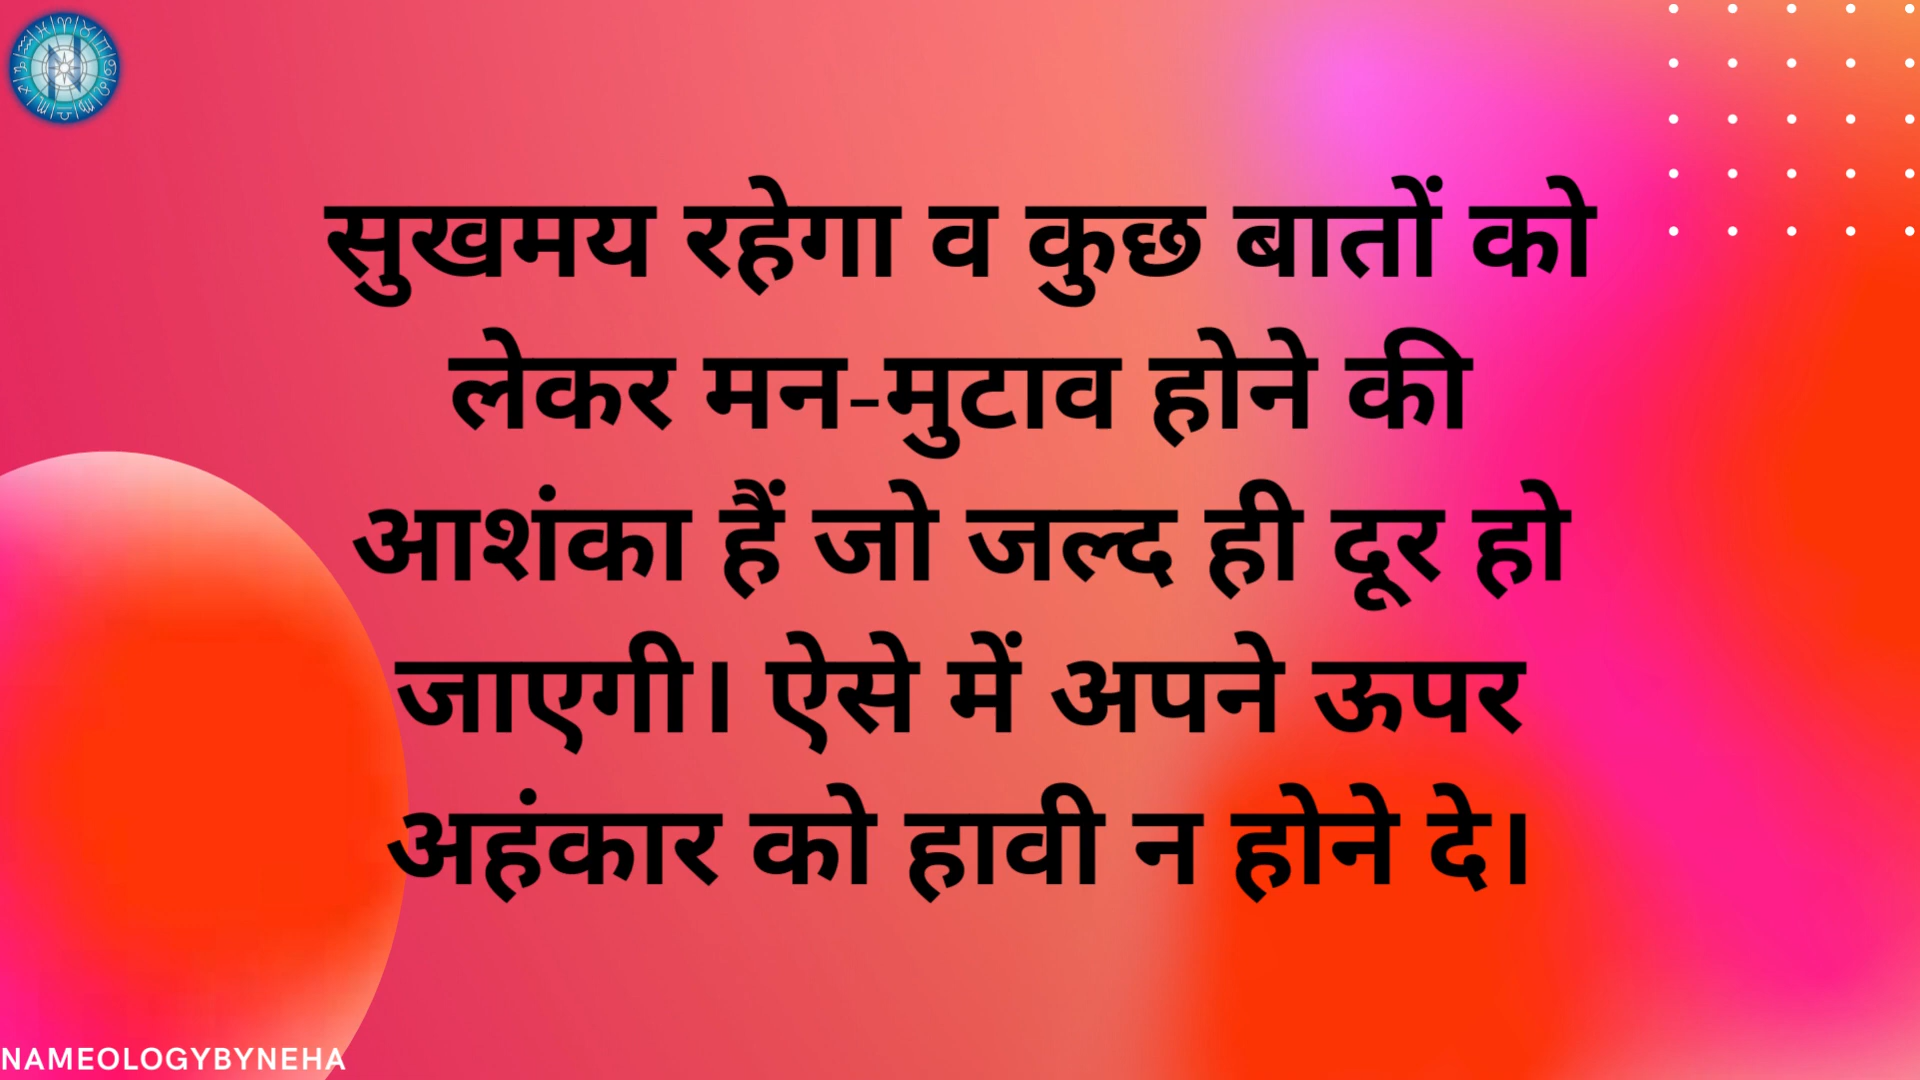 सुखमय रहेगा व कुछ बातों को
लेकर मन-मुटाव होने की
आशंका हैं जो जल्द ही दूर हो
जाएगी। ऐसे में अपने ऊपर
अहंकार को हावी न होने दे।
NAMEOLOGYBYNEHA